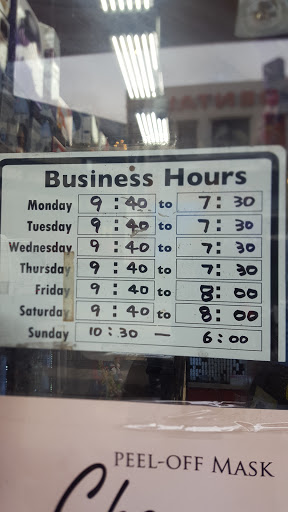 Business Hours
Monday 9:40 to 7:30
Tuesday 9:40 to 7:30
Wednesday 9:40 to 7:30
Thursday 9:40 to 7:30
Friday 9:40 to 8:00
Saturday 9:40 to 8:00
Sunday 10:30 — 6:00
PEEL-OFF MASK